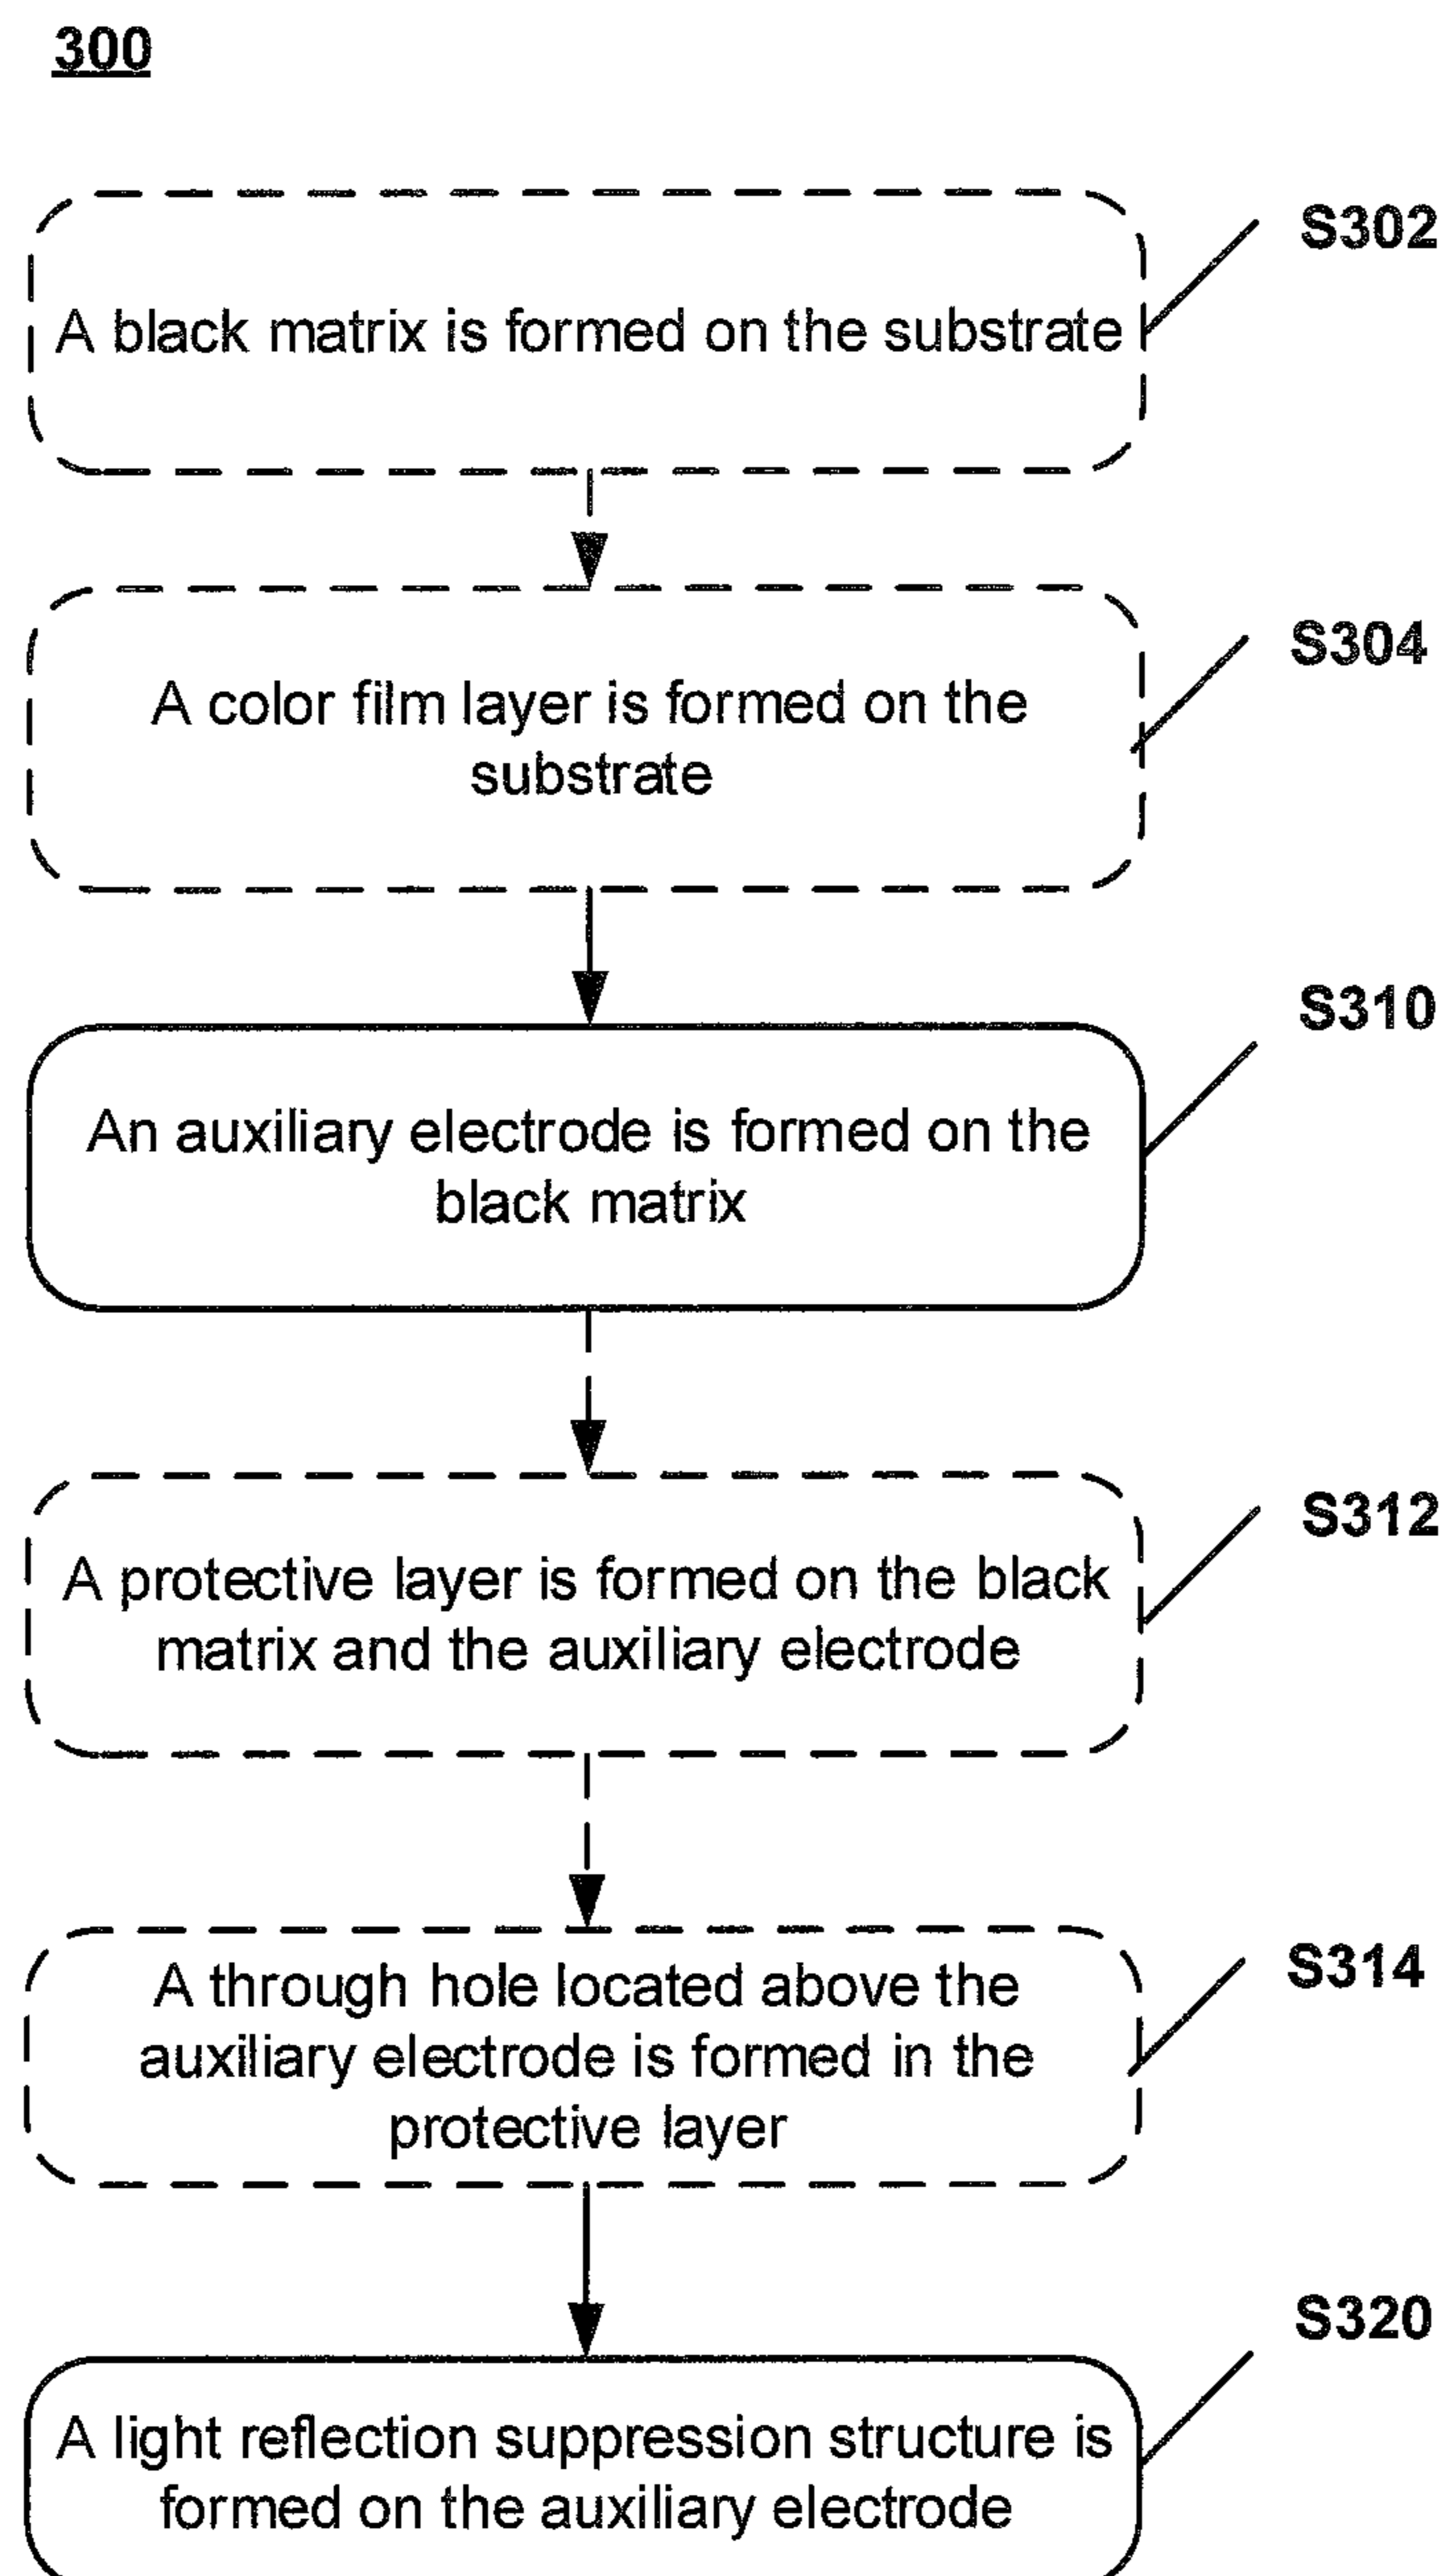 300
S302
A black matrix is formed on the substrate
S304
A color film layer is formed on the
substrate
S310
An auxiliary electrode is formed on the
black matrix
S312
A protective layer is formed on the black
matrix and the auxiliary electrode
S314
A through hole located above the
auxiliary electrode is formed in the
protective layer
S320
A light reflection suppression structure is
formed on the auxiliary electrode